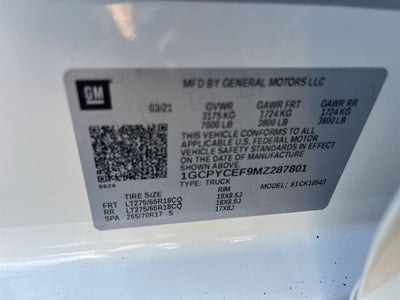 GM
MFD BY GENERAL MOTORS LLC
03/21 GVWR GAWR FRT GAWR RR
3175 KG 1724 KG 1724 KG
7000 LB 3800 LB 3800 LB
THIS VEHICLE CONFORMS TO ALL
APPLICABLE U.S. FEDERAL MOTOR
VEHICLE SAFETY STANDARDS IN
EFFECT ON THE DATE OF MANUFACTURE
SHOWN ABOVE.
1GCPYCEF9MZ287801
8624 TYPE: TRUCK MODEL: 91CK10543
TIRE SIZE RIM
FRT LT275/65R18CQ 18X8.5J
RR LT275/65R18CQ 18X8.5J
SPA 265/70R17 S 17X8J